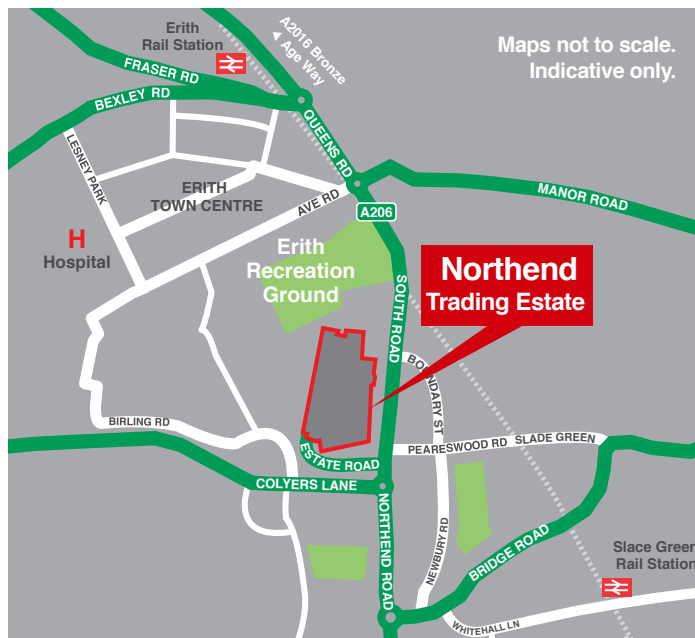 Erith
Rail Station
A2016 Bronze
Age Way
Maps not to scale.
Indicative only.
FRASER RD
BEXLEY RD
QUEENS RD
LESNEY PARK
ERITH
TOWN CENTRE
AVE RD
MANOR ROAD
A206
H
Hospital
Erith
Recreation
Ground
Northend
Trading Estate
SOUTH ROAD
BOUNDARY ST
BIRLING RD
ESTATE ROAD
PEARESWOOD RD
SLADE GREEN
COLYERS LANE
NORTHEND ROAD
NEWBURY RD
BRIDGE ROAD
Slace Green
Rail Station
WHITEHALL LN